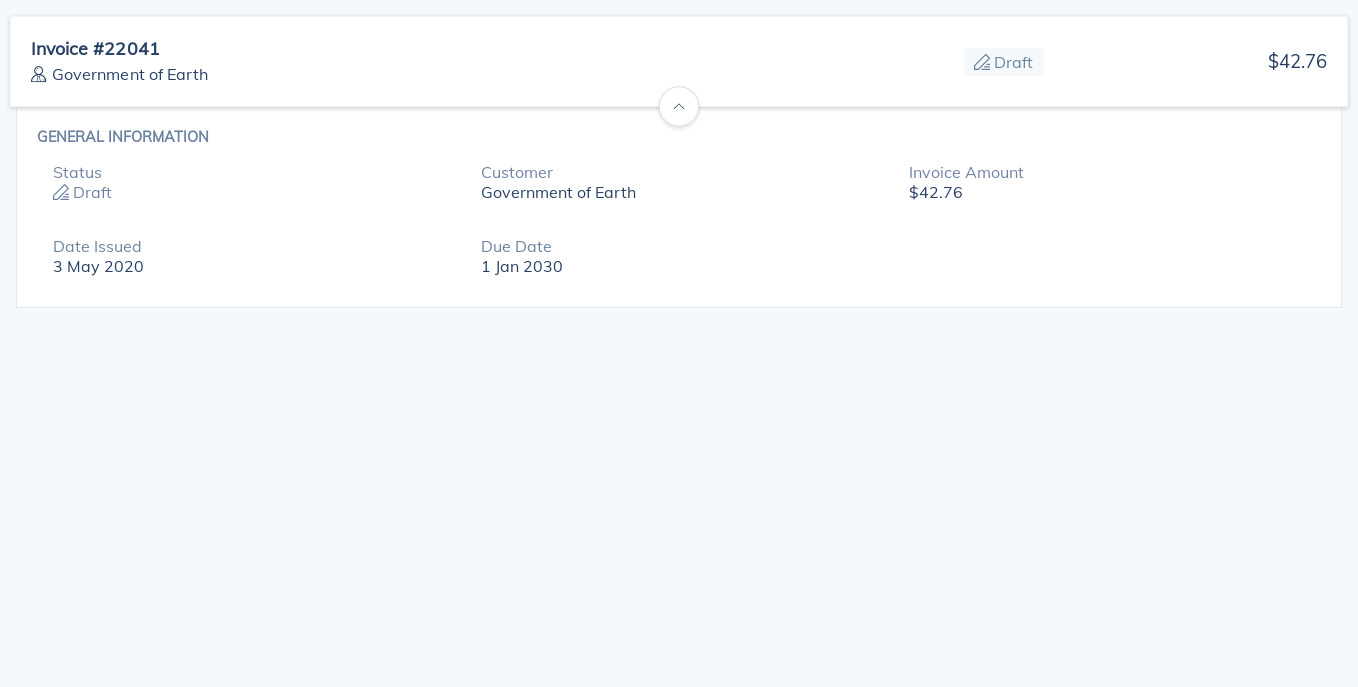 Invoice #22041
Government of Earth
Draft
$42.76
GENERAL INFORMATION
Status
Draft
Customer
Government of Earth
Invoice Amount
$42.76
Date Issued
3 May 2020
Due Date
1 Jan 2030